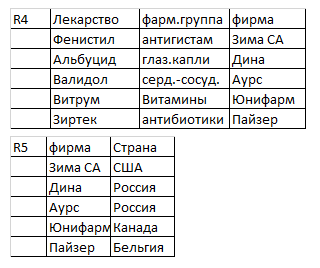 R4 Лекарство фарм.группа фирма
Фенистил антигистам Зима СА
Альбуцид глаз.капли Дина
Валидол серд.-сосуд. Аурс
Витрум Витамины Юнифарм
Зиртек антибиотики Пайзер
R5 фирма Страна
Зима СА США
Дина Россия
Аурс Россия
Юнифарм Канада
Пайзер Бельгия